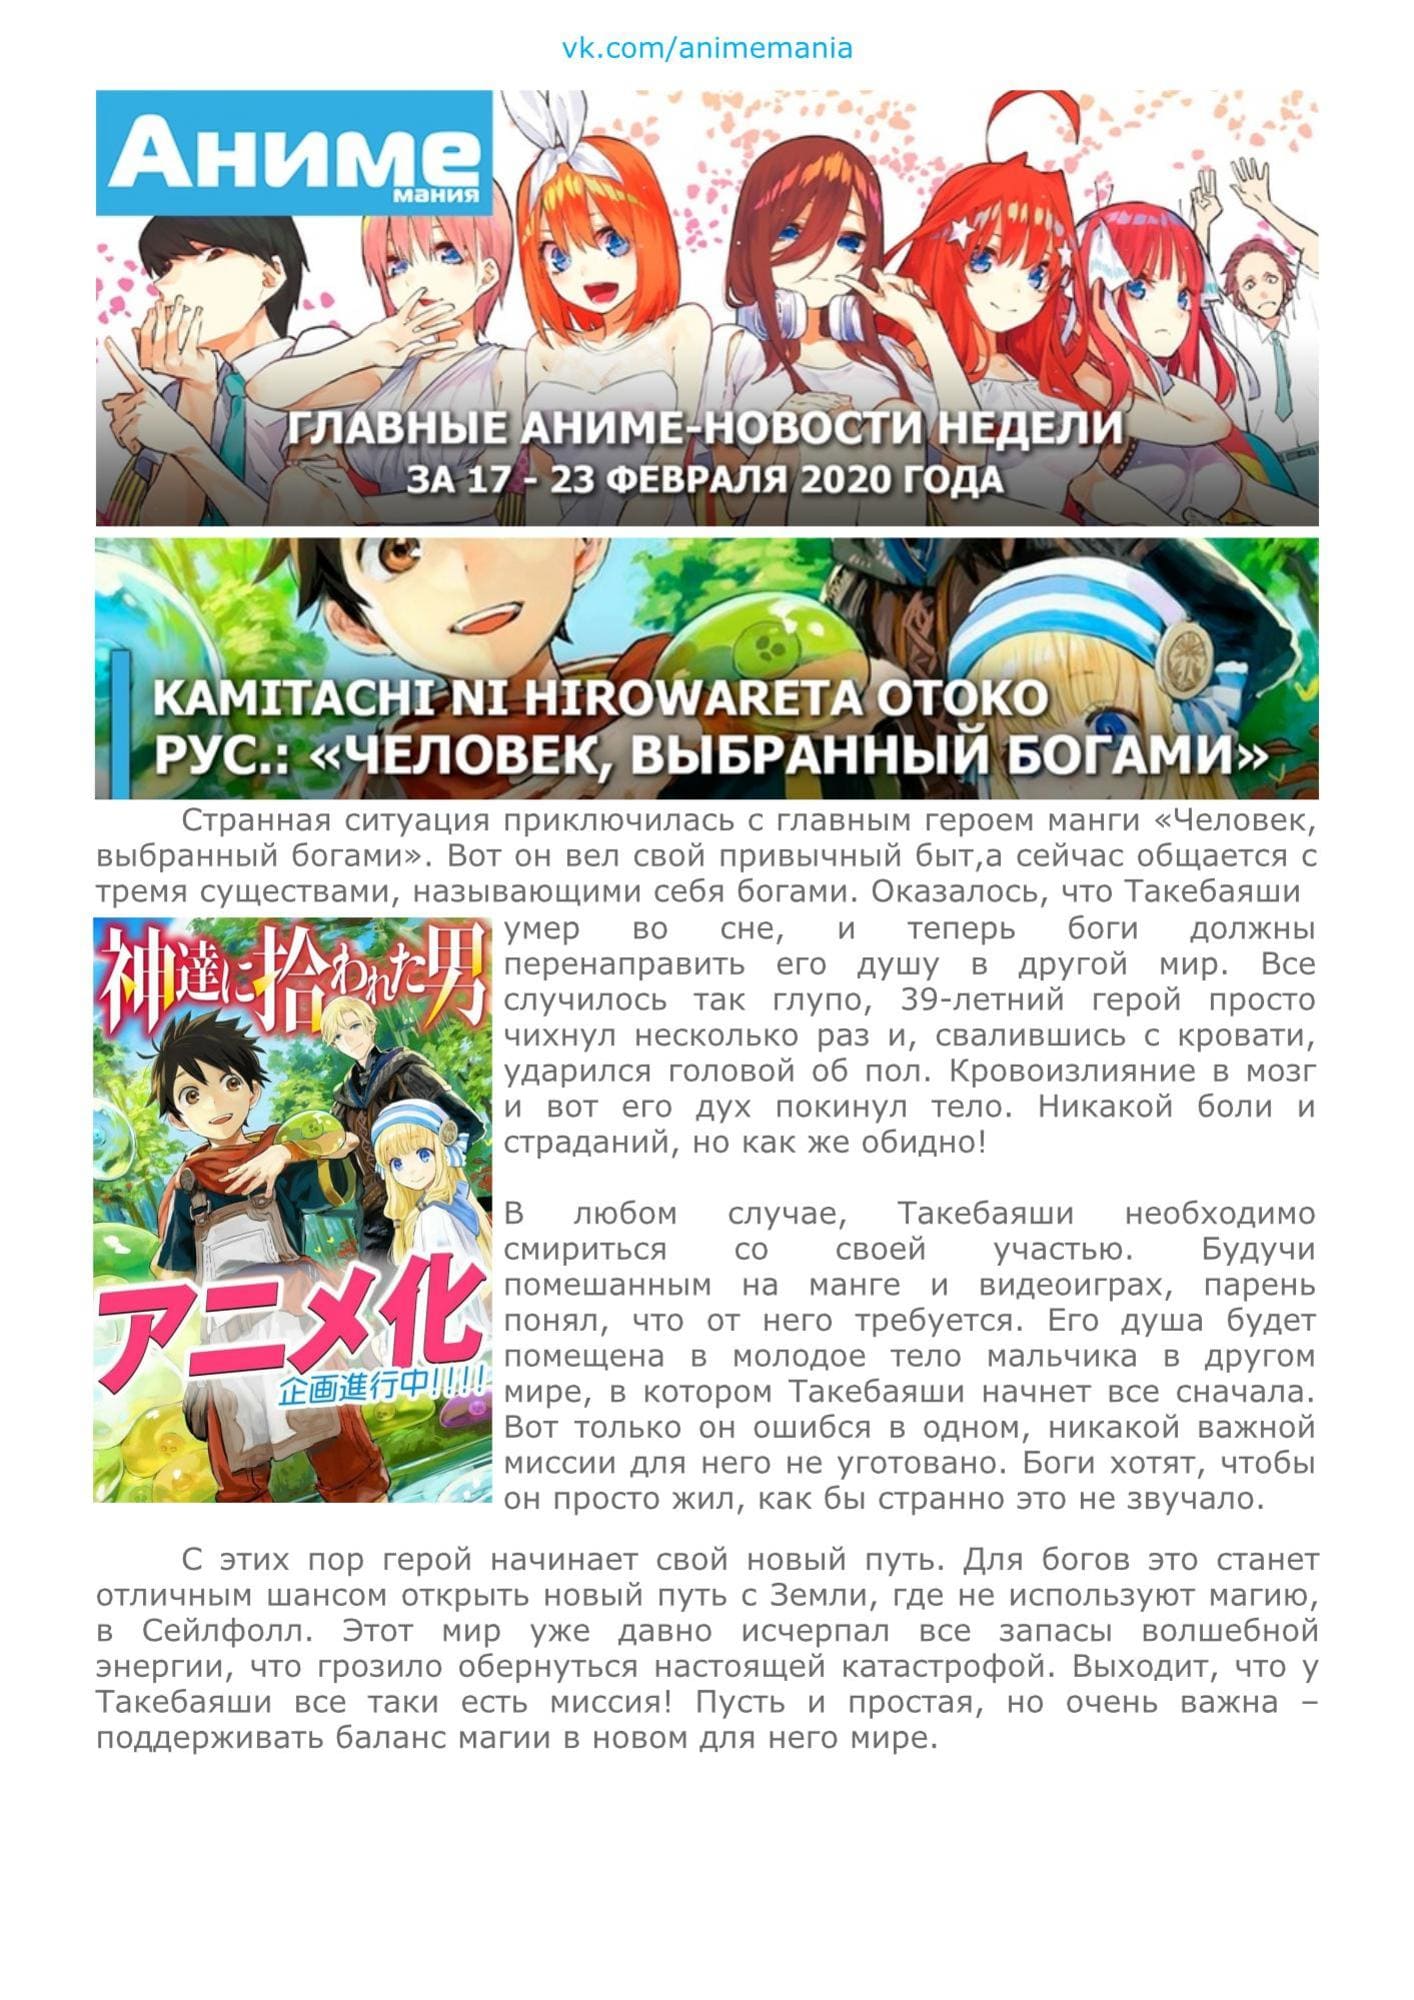 vk.com/animemania
Аниме
мания
ГЛАВНЫЕ АНИМЕ-НОВОСТИ НЕДЕЛИ
ЗА 17 - 23 ФЕВРАЛЯ 2020 ГОДА
KAMITACHI NI HIROWARETA OTOKO
РУС.: «ЧЕЛОВЕК, ВЫБРАННЫЙ БОГАМИ»
Странная ситуация приключилась с главным героем манги «Человек,
выбранный богами». Вот он вел свой привычный быт,а сейчас общается с
тремя существами, называющими себя богами. Оказалось, что Такебаяши
神達に拾われた男
アニメ化
企画進行中!!!!
умер во сне, и теперь боги должны
перенаправить его душу в другой мир. Все
случилось так глупо, 39-летний герой просто
чихнул несколько раз и, свалившись с кровати,
ударился головой об пол. Кровоизлияние в мозг
и вот его дух покинул тело. Никакой боли и
страданий, но как же обидно!
В любом случае, Такебаяши необходимо
смириться со своей участью. Будучи
помешанным на манге и видеоиграх, парень
понял, что от него требуется. Его душа будет
помещена в молодое тело мальчика в другом
мире, в котором Такебаяши начнет все сначала.
Вот только он ошибся в одном, никакой важной
миссии для него не уготовано. Боги хотят, чтобы
он просто жил, как бы странно это не звучало.
С этих пор герой начинает свой новый путь. Для богов это станет
отличным шансом открыть новый путь с Земли, где не используют магию,
в Сейлфолл. Этот мир уже давно исчерпал все запасы волшебной
энергии, что грозило обернуться настоящей катастрофой. Выходит, что у
Такебаяши все таки есть миссия! Пусть и простая, но очень важна –
поддерживать баланс магии в новом для него мире.